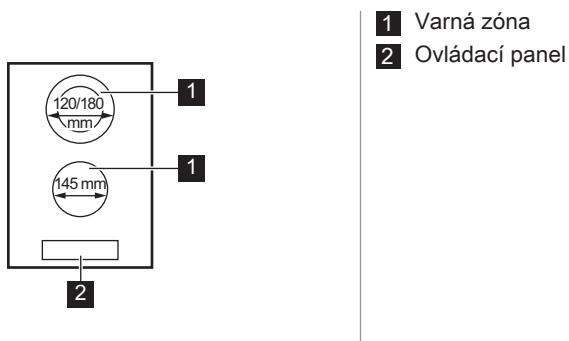 120/180
mm
1
145 mm
1
2
1 Varná zóna
2 Ovládací panel